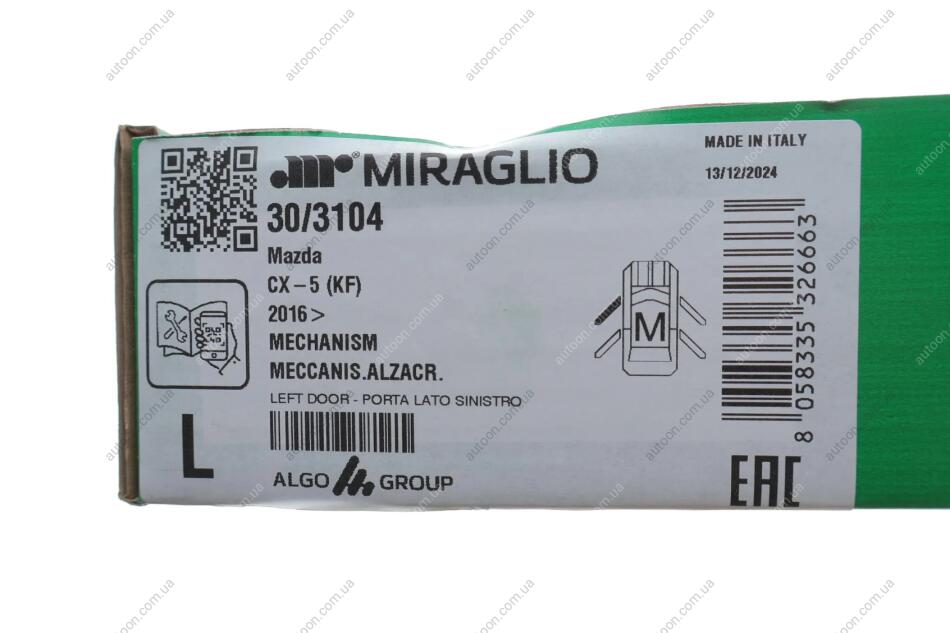 MIRAGLIO
30/3104
Mazda
CX-5 (KF)
2016 >
MECHANISM
MECCANIS.ALZACR.
LEFT DOOR - PORTA LATO SINISTRO
L
ALGO GROUP
MADE IN ITALY
13/12/2024
M
8 058335 326663
EAC
autoon.com.ua